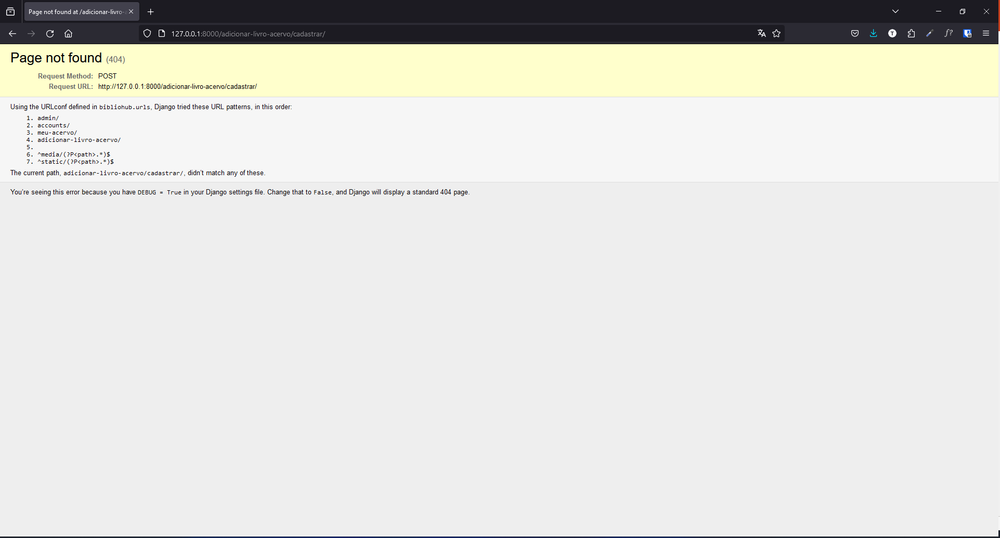 Page not found at /adicionar-livro-
127.0.0.1:8000/adicionar-livro-acervo/cadastrar/
T
f?
Page not found (404)
Request Method: POST
Request URL: http://127.0.0.1:8000/adicionar-livro-acervo/cadastrar/
Using the URLconf defined in bibliohub.urls, Django tried these URL patterns, in this order:
1. admin/
2. accounts/
3. meu-acervo/
4. adicionar-livro-acervo/
5.
6. ^media/(?P<path>.*)$
7. ^static/(?P<path>.*)$
The current path, adicionar-livro-acervo/cadastrar/, didn’t match any of these.
You’re seeing this error because you have DEBUG = True in your Django settings file. Change that to False, and Django will display a standard 404 page.